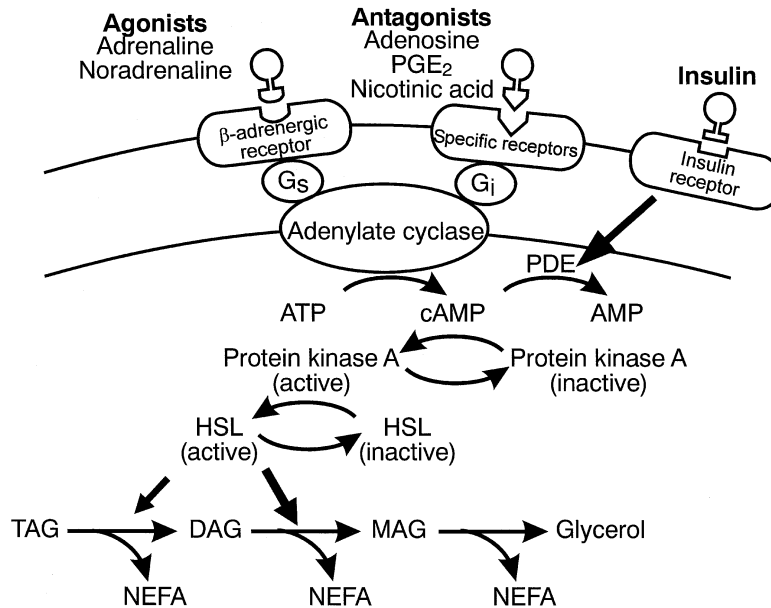 Agonists
Adrenaline
Noradrenaline
Antagonists
Adenosine
PGE₂
Nicotinic acid
Insulin
β-adrenergic
receptor
Specific receptors
Insulin
receptor
Gs
Gi
Adenylate cyclase
PDE
ATP
cAMP
AMP
Protein kinase A
(active)
Protein kinase A
(inactive)
HSL
(active)
HSL
(inactive)
TAG
DAG
MAG
Glycerol
NEFA
NEFA
NEFA